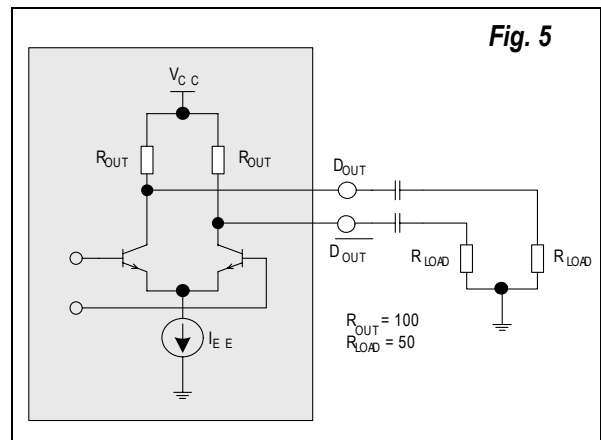 Fig. 5
VCC
ROUT ROUT
DOUT
DOUT
RLOAD RLOAD
IEE
ROUT = 100
RLOAD = 50